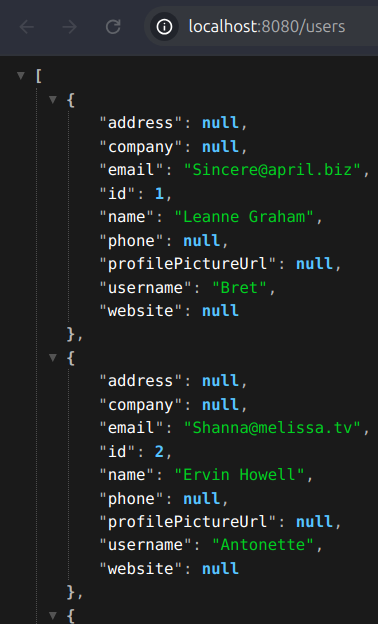 localhost:8080/users
[
{
"address": null,
"company": null,
"email": "Sincere@april.biz",
"id": 1,
"name": "Leanne Graham",
"phone": null,
"profilePictureUrl": null,
"username": "Bret",
"website": null
},
{
"address": null,
"company": null,
"email": "Shanna@melissa.tv",
"id": 2,
"name": "Ervin Howell",
"phone": null,
"profilePictureUrl": null,
"username": "Antonette",
"website": null
},
{